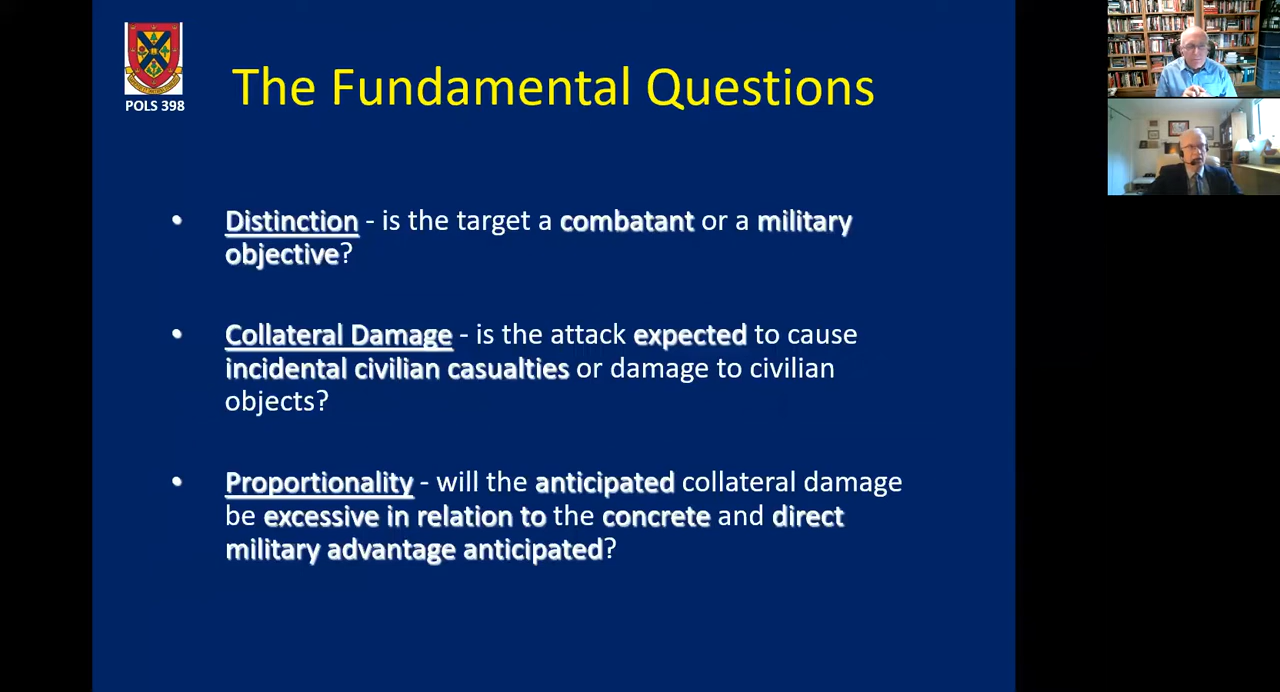 POLS 398
The Fundamental Questions
• Distinction - is the target a combatant or a military
objective?
• Collateral Damage - is the attack expected to cause
incidental civilian casualties or damage to civilian
objects?
• Proportionality - will the anticipated collateral damage
be excessive in relation to the concrete and direct
military advantage anticipated?